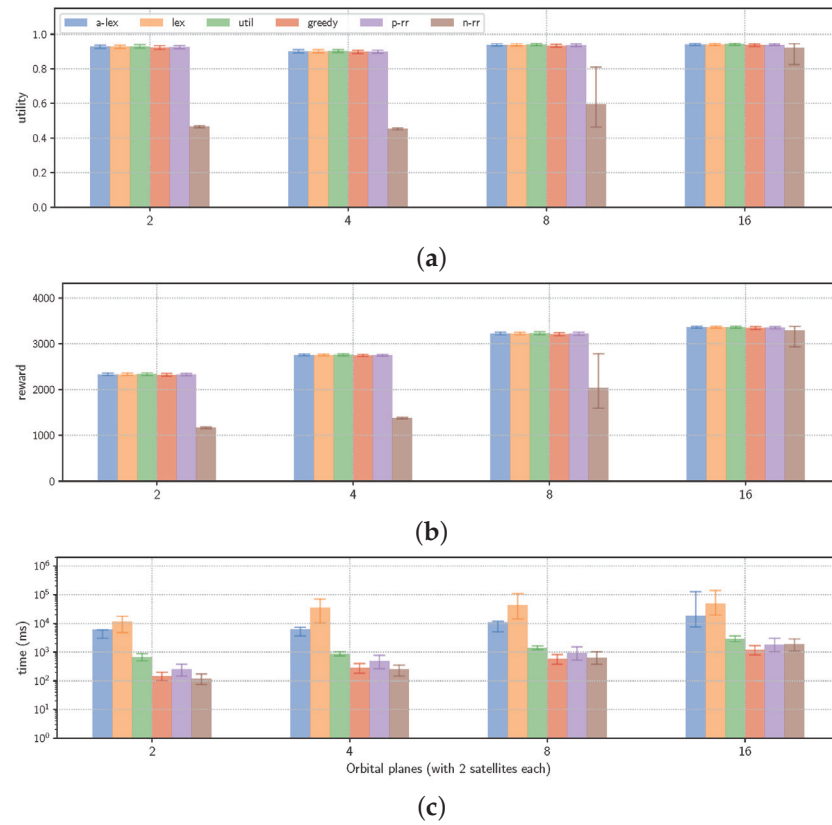 a-lex lex util greedy p-rr n-rr
1.0
0.8
0.6
0.4
0.2
0.0
utility
2 4 8 16
(a)
4000
3000
2000
1000
0
reward
2 4 8 16
(b)
10⁶
10⁵
10⁴
10³
10²
10¹
10⁰
time (ms)
2 4 8 16
Orbital planes (with 2 satellites each)
(c)